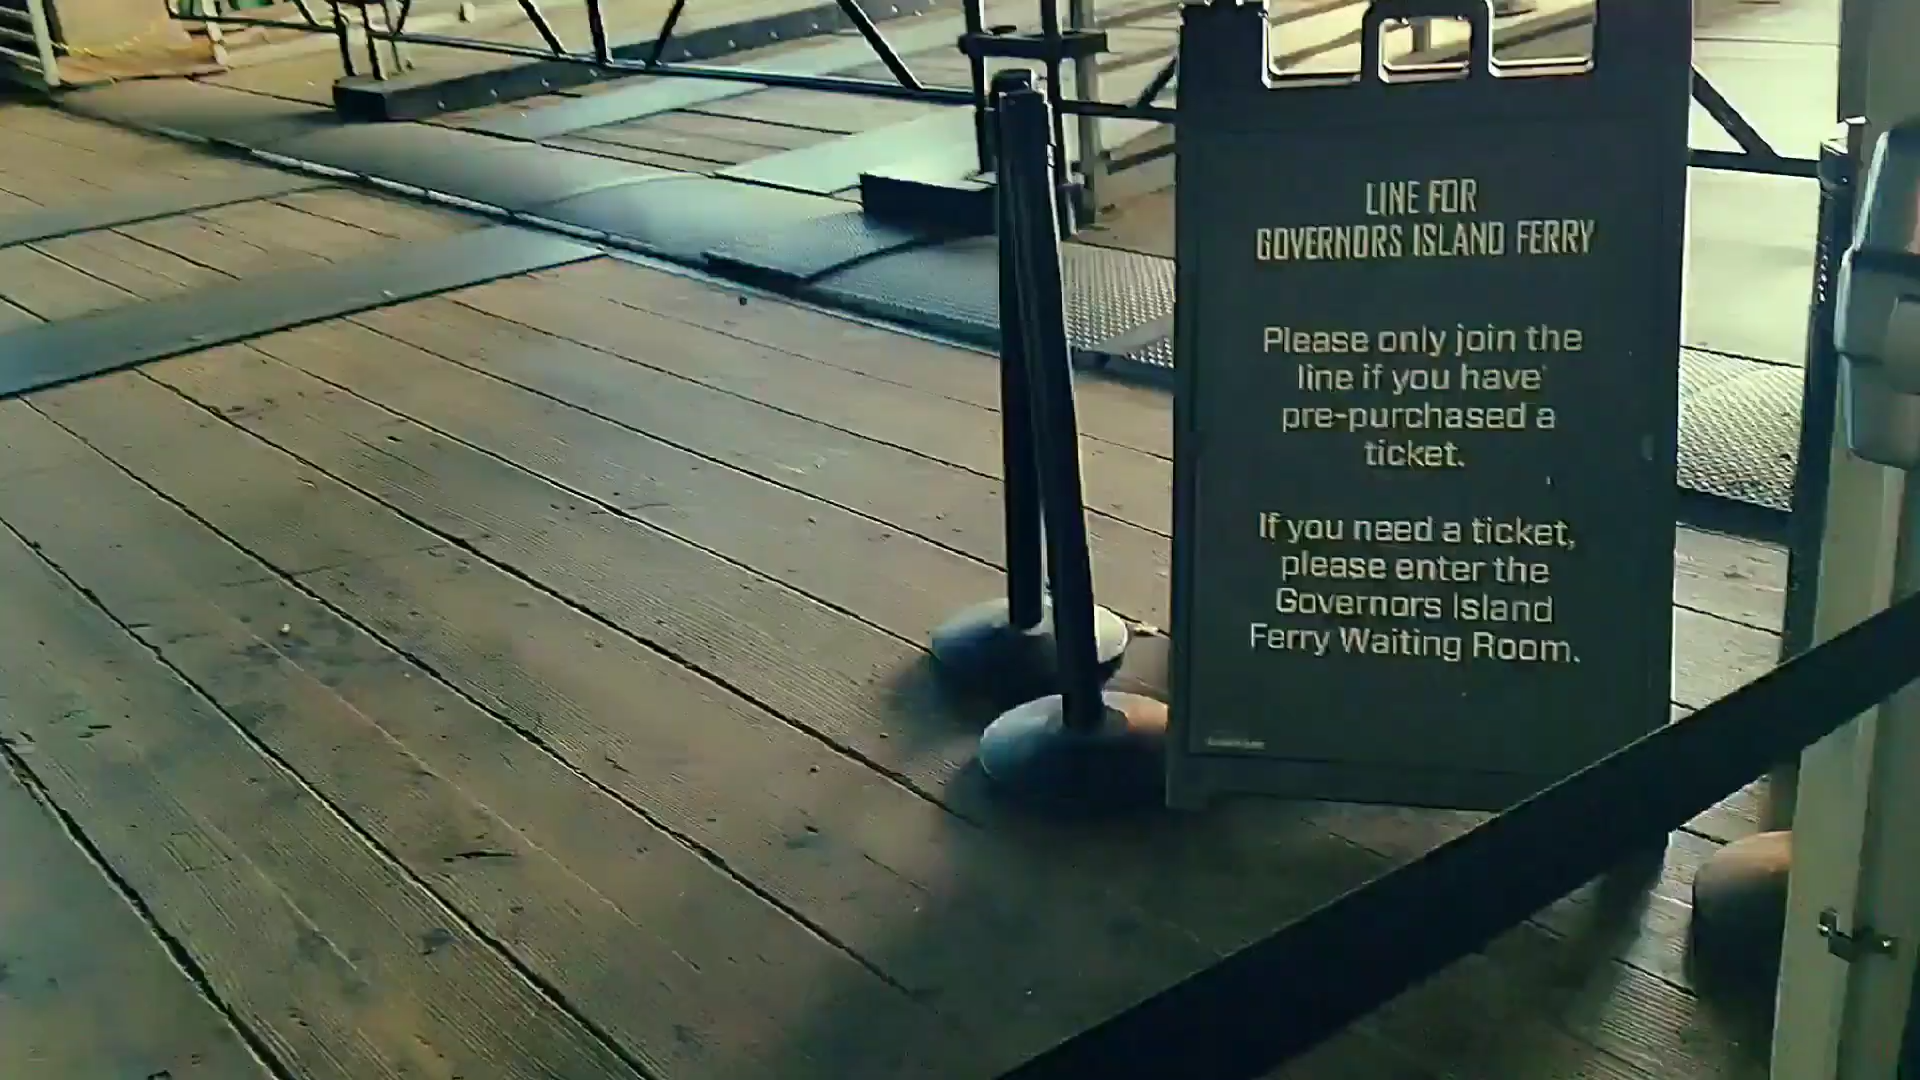 LINE FOR
GOVERNORS ISLAND FERRY
Please only join the
line if you have
pre-purchased a
ticket.
If you need a ticket,
please enter the
Governors Island
Ferry Waiting Room.